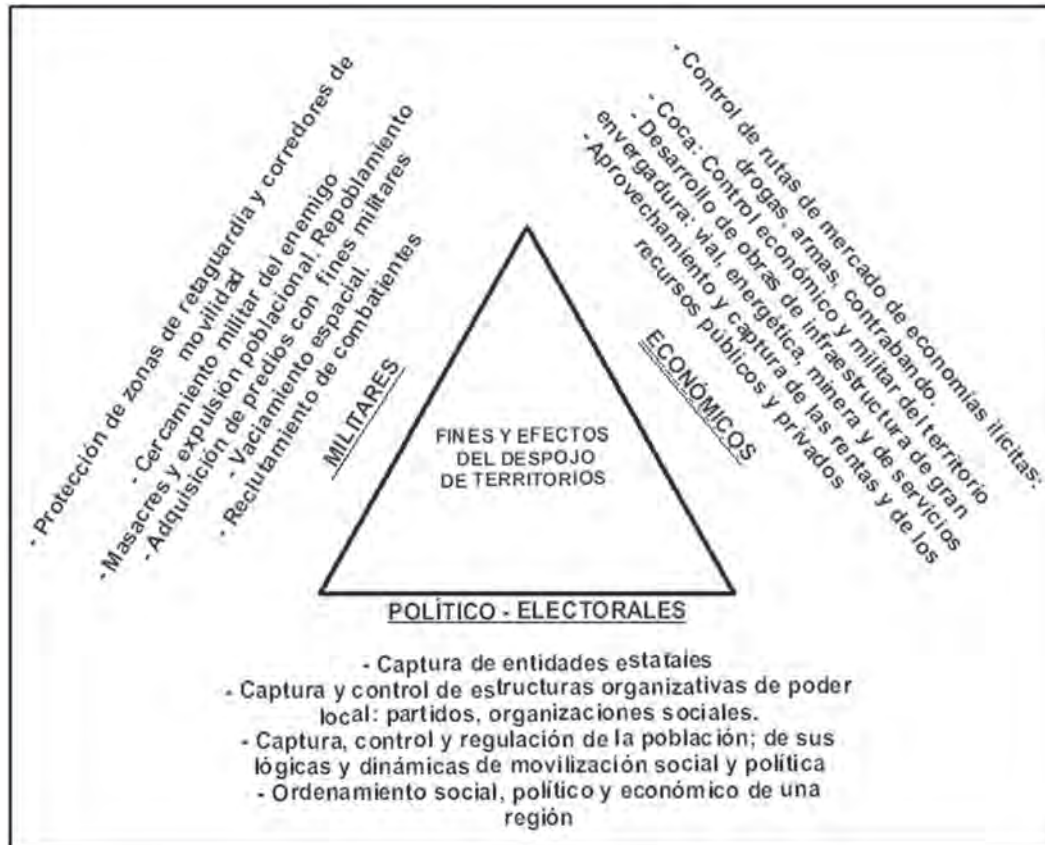 - Protección de zonas de retaguardia y corredores de
movilidad
- Cercamiento militar del enemigo
- Masacres y expulsión poblacional. Repoblamiento
- Vaciamiento espacial.
- Adquisición de predios con fines militares
- Reclutamiento de combatientes
MILITARES
- Control de rutas de mercado de economías ilícitas:
drogas, armas, contrabando.
- Coca: Control económico y militar del territorio
- Desarrollo de obras de infraestructura de gran
envergadura: vial, energética, minera y de servicios
- Aprovechamiento y captura de las rentas y de los
recursos públicos y privados
ECONÓMICOS
FINES Y EFECTOS
DEL DESPOJO
DE TERRITORIOS
POLÍTICO - ELECTORALES
- Captura de entidades estatales
- Captura y control de estructuras organizativas de poder
local: partidos, organizaciones sociales.
- Captura, control y regulación de la población; de sus
lógicas y dinámicas de movilización social y política
- Ordenamiento social, político y económico de una
región